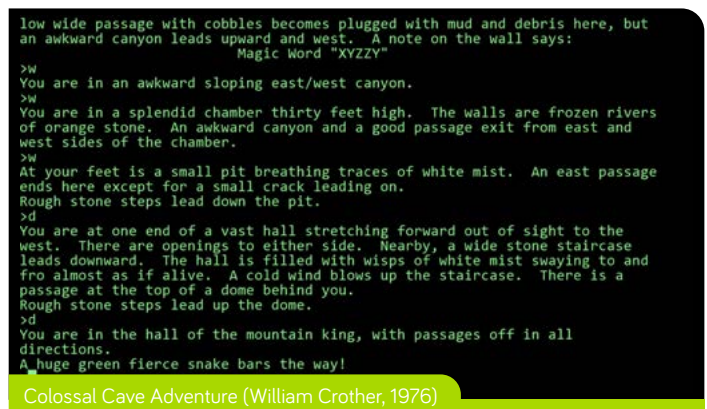 low wide passage with cobbles becomes plugged with mud and debris here, but
an awkward canyon leads upward and west.  A note on the wall says:
Magic Word "XYZZY"
>w
You are in an awkward sloping east/west canyon.
>w
You are in a splendid chamber thirty feet high.  The walls are frozen rivers
of orange stone.  An awkward canyon and a good passage exit from east and
west sides of the chamber.
>w
At your feet is a small pit breathing traces of white mist.  An east passage
ends here except for a small crack leading on.
Rough stone steps lead down the pit.
>d
You are at one end of a vast hall stretching forward out of sight to the
west.  There are openings to either side.  Nearby, a wide stone staircase
leads downward.  The hall is filled with wisps of white mist swaying to and
fro almost as if alive.  A cold wind blows up the staircase.  There is a
passage at the top of a dome behind you.
Rough stone steps lead up the dome.
>d
You are in the hall of the mountain king, with passages off in all
directions.
A huge green fierce snake bars the way!
Colossal Cave Adventure (William Crother, 1976)